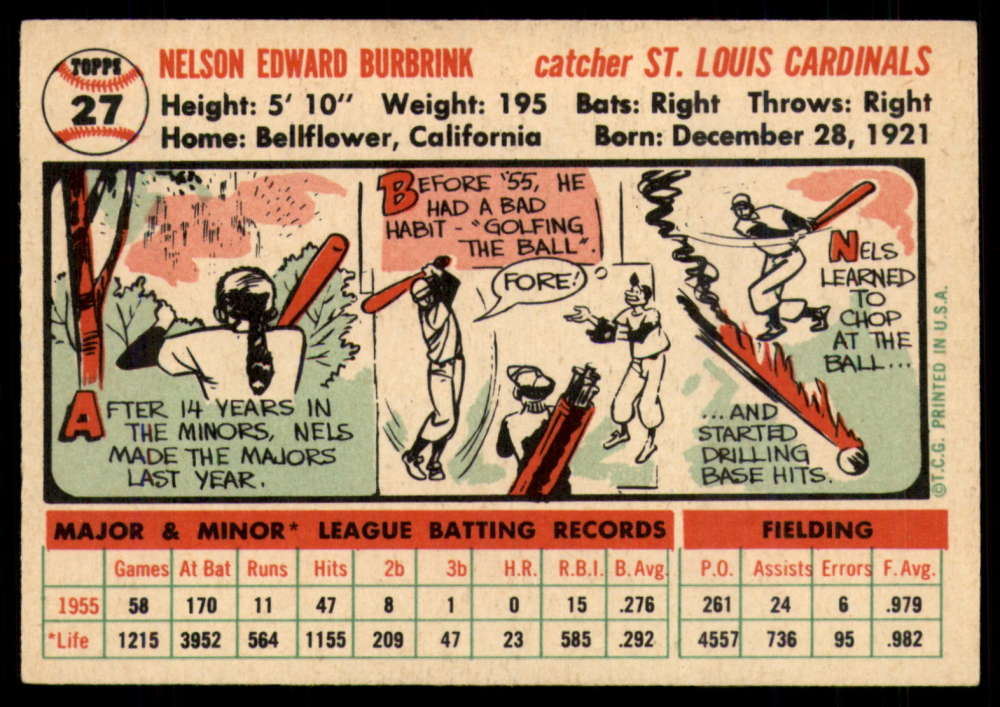 TOPPS
27
NELSON EDWARD BURBRINK catcher ST. LOUIS CARDINALS
Height: 5' 10" Weight: 195 Bats: Right Throws: Right
Home: Bellflower, California Born: December 28, 1921
AFTER 14 YEARS IN
THE MINORS, NELS
MADE THE MAJORS
LAST YEAR.
BEFORE '55, HE
HAD A BAD
HABIT - "GOLFING
THE BALL".
FORE!
NELS
LEARNED
TO
CHOP
AT THE
BALL...
...AND
STARTED
DRILLING
BASE HITS.
©T.C.G. PRINTED IN U.S.A.
MAJOR & MINOR* LEAGUE BATTING RECORDS FIELDING
Games At Bat Runs Hits 2b 3b H.R. R.B.I. B. Avg. P.O. Assists Errors F. Avg.
1955 58 170 11 47 8 1 0 15 .276 261 24 6 .979
*Life 1215 3952 564 1155 209 47 23 585 .292 4557 736 95 .982